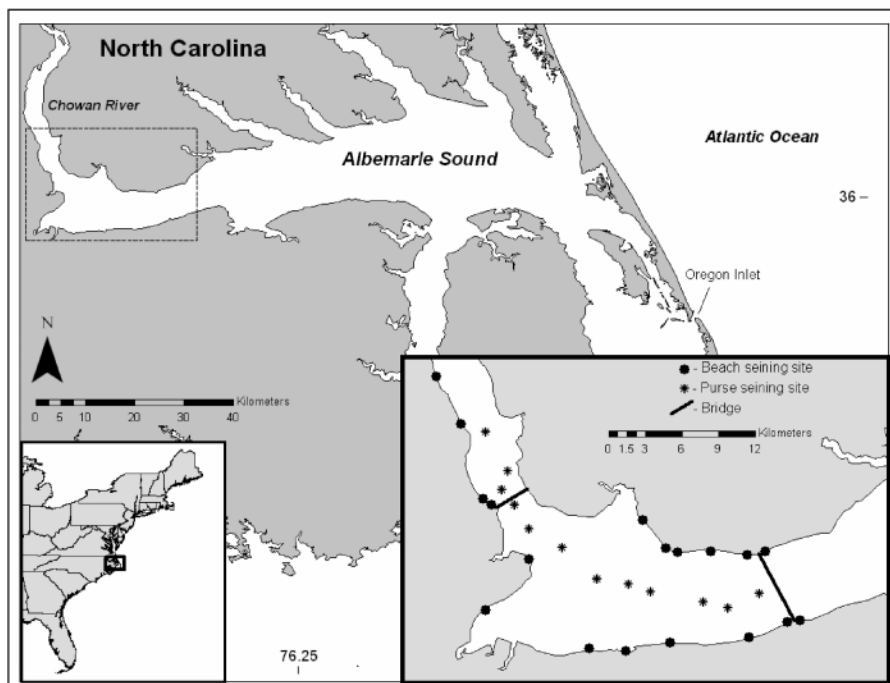 North Carolina
Chowan River
Atlantic Ocean
Albemarle Sound
36
Oregon Inlet
N
Kilometers
0 5 10 20 30 40
- Beach seining site
- Purse seining site
- Bridge
Kilometers
0 1.5 3 6 9 12
76.25